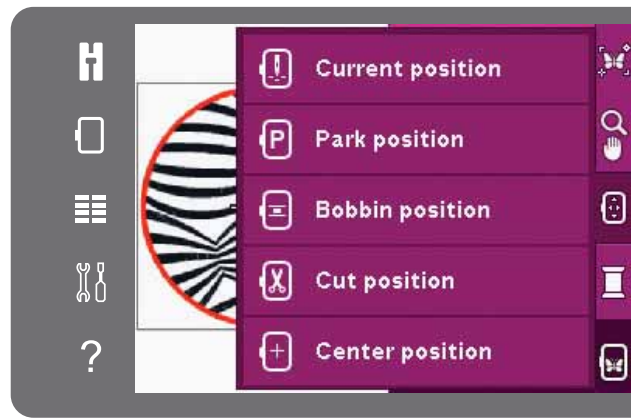 Current position
P Park position
Bobbin position
Cut position
Center position
?